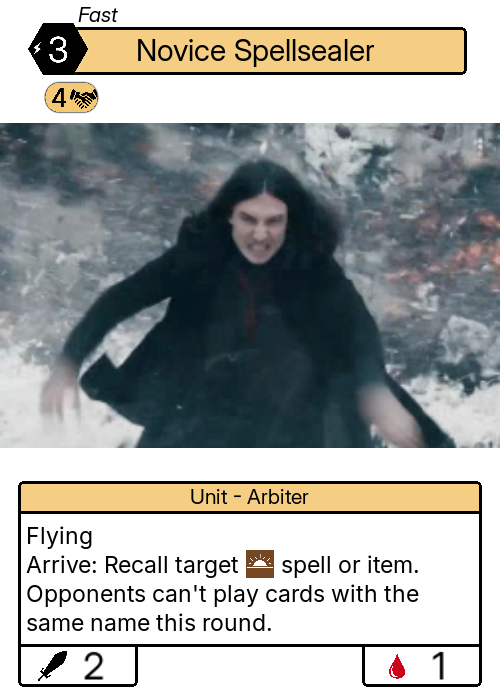 Fast
3
Novice Spellsealer
4
Unit - Arbiter
Flying
Arrive: Recall target spell or item.
Opponents can't play cards with the
same name this round.
2
1